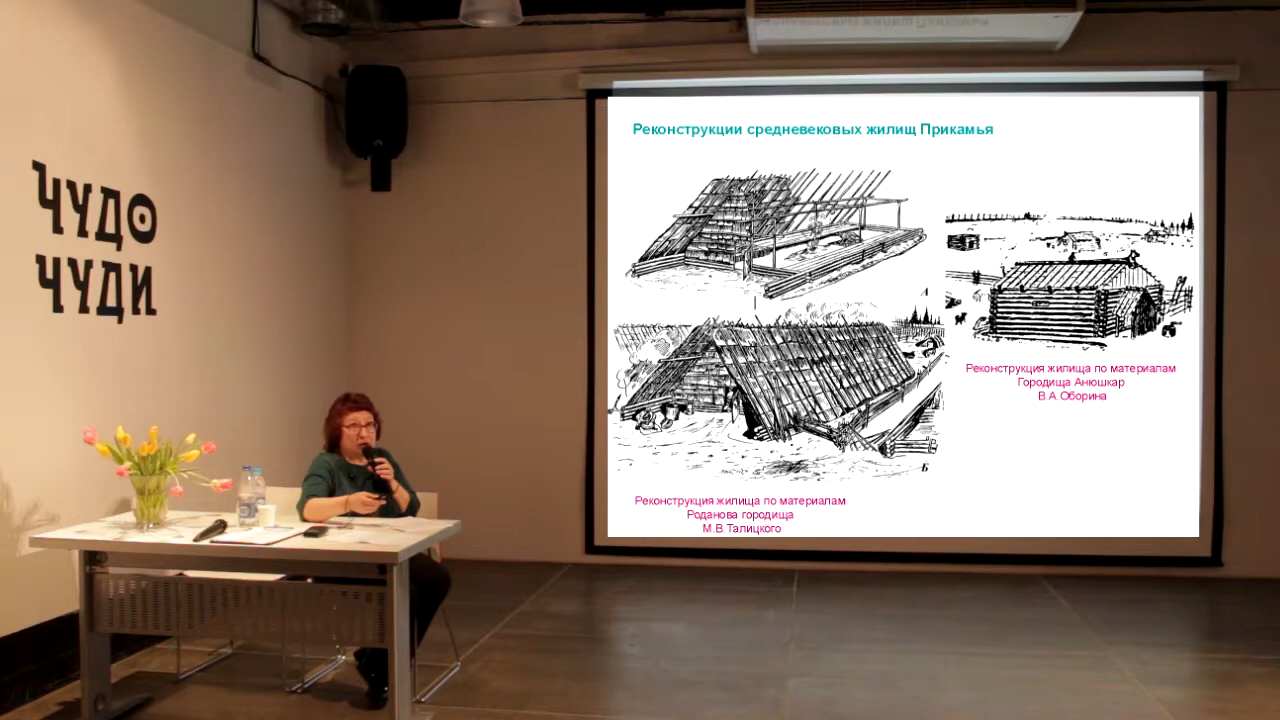 ЧУДО
ЧУДИ
Реконструкции средневековых жилищ Прикамья
А
Реконструкция жилища по материалам
Городища Анюшкар
В.А.Оборина
Б
Реконструкция жилища по материалам
Роданова городища
М.В.Талицкого